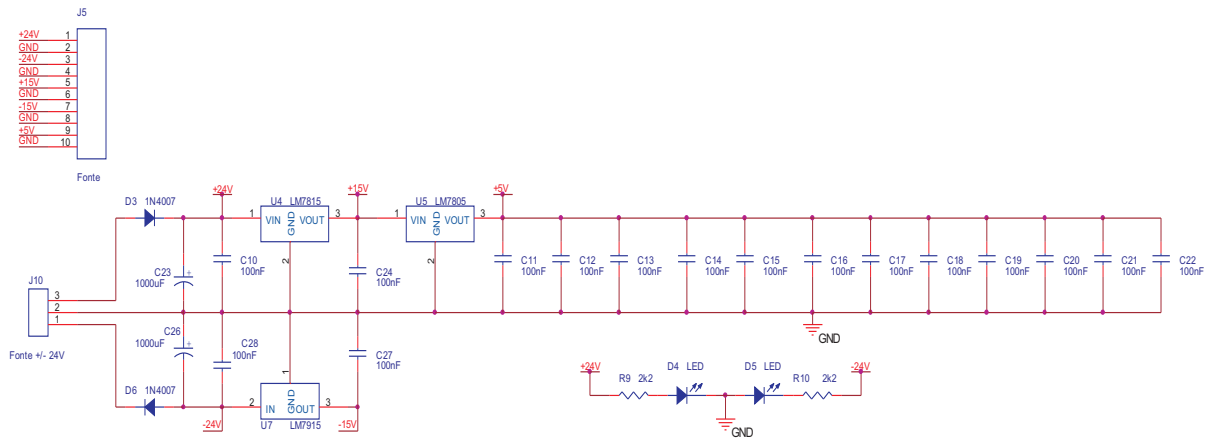 J5
+24V 1
GND 2
-24V 3
GND 4
+15V 5
GND 6
-15V 7
GND 8
+5V 9
GND 10
Fonte
D3 1N4007
+24V
U4 LM7815
1 VIN GND VOUT 3
2
+15V
U5 LM7805
1 VIN GND VOUT 3
2
+5V
C23
1000uF
+
C10
100nF
C24
100nF
C11
100nF
C12
100nF
C13
100nF
C14
100nF
C15
100nF
C16
100nF
C17
100nF
C18
100nF
C19
100nF
C20
100nF
C21
100nF
C22
100nF
J10
3
2
1
Fonte +/- 24V
GND
C26
1000uF
+
C28
100nF
C27
100nF
D6 1N4007
1
2 IN GND OUT 3
U7 LM7915
-24V
-15V
+24V
R9 2k2
D4 LED
D5 LED
R10 2k2
-24V
GND